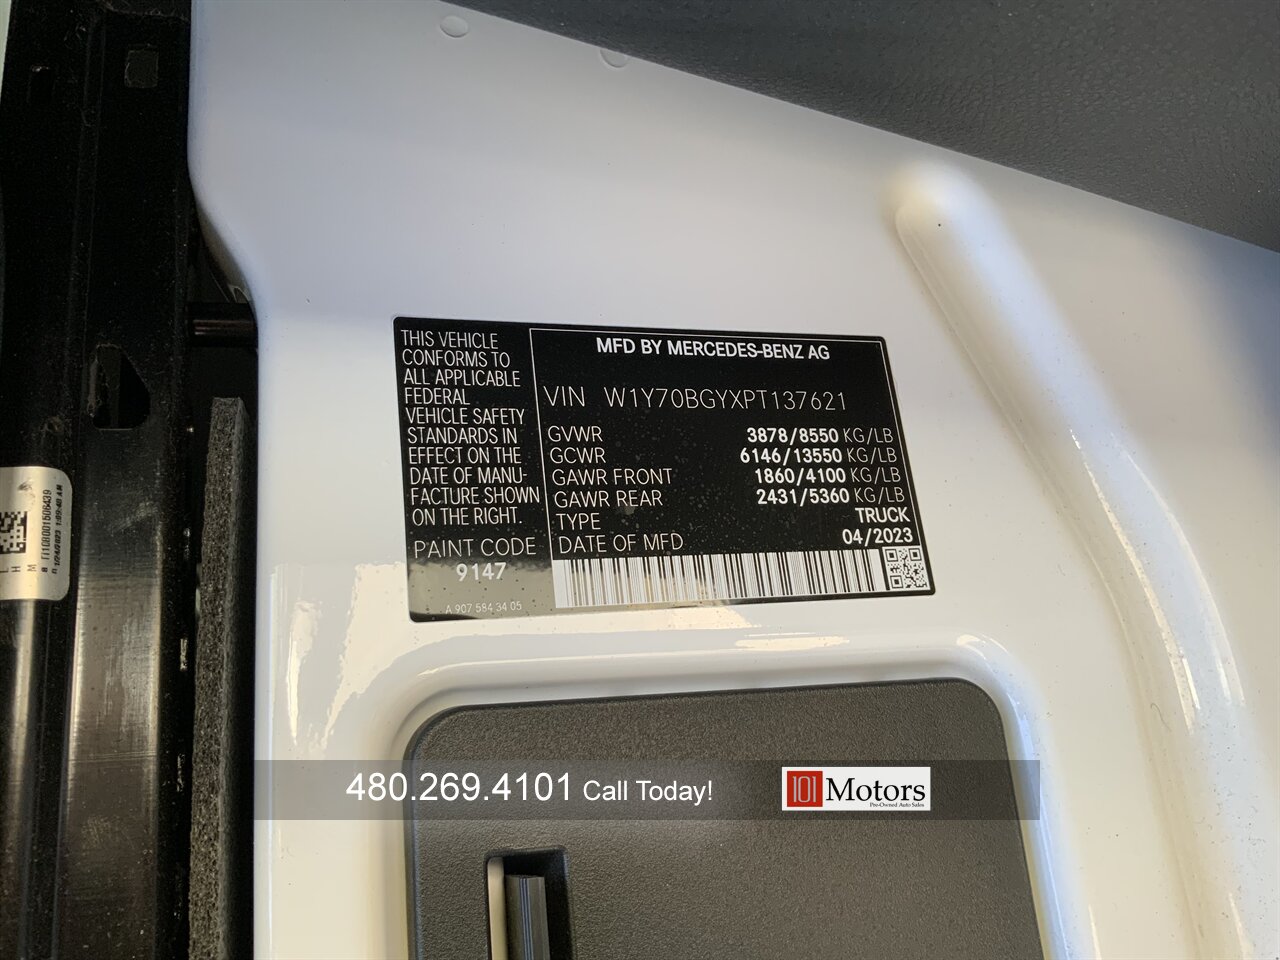 THIS VEHICLE
CONFORMS TO
ALL APPLICABLE
FEDERAL
VEHICLE SAFETY
STANDARDS IN
EFFECT ON THE
DATE OF MANU-
FACTURE SHOWN
ON THE RIGHT.
PAINT CODE
9147
A 907 584 34 05
MFD BY MERCEDES-BENZ AG
VIN W1Y70BGYXPT137621
GVWR 3878/8550 KG/LB
GCWR 6146/13550 KG/LB
GAWR FRONT 1860/4100 KG/LB
GAWR REAR 2431/5360 KG/LB
TYPE TRUCK
DATE OF MFD 04/2023
480.269.4101 Call Today!
101 Motors
Pre-Owned Auto Sales